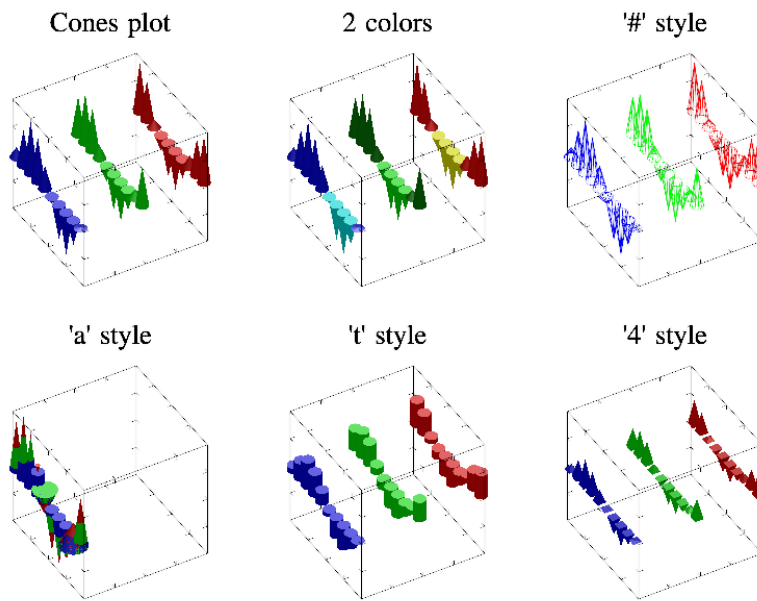 Cones plot
2 colors
'#' style
'a' style
't' style
'4' style